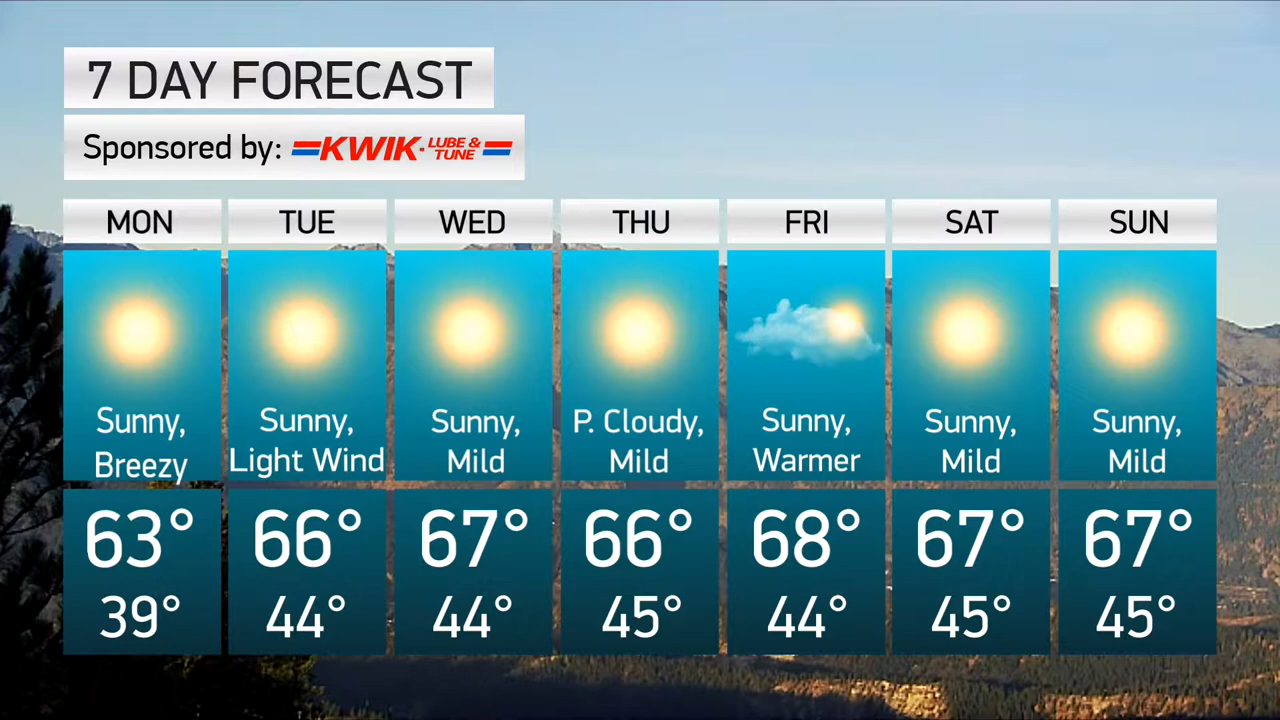 7 DAY FORECAST
Sponsored by: KWIK-LUBE & TUNE
MON TUE WED THU FRI SAT SUN
Sunny, Breezy
Sunny, Light Wind
Sunny, Mild
P. Cloudy, Mild
Sunny, Warmer
Sunny, Mild
Sunny, Mild
63° 66° 67° 66° 68° 67° 67°
39° 44° 44° 45° 44° 45° 45°